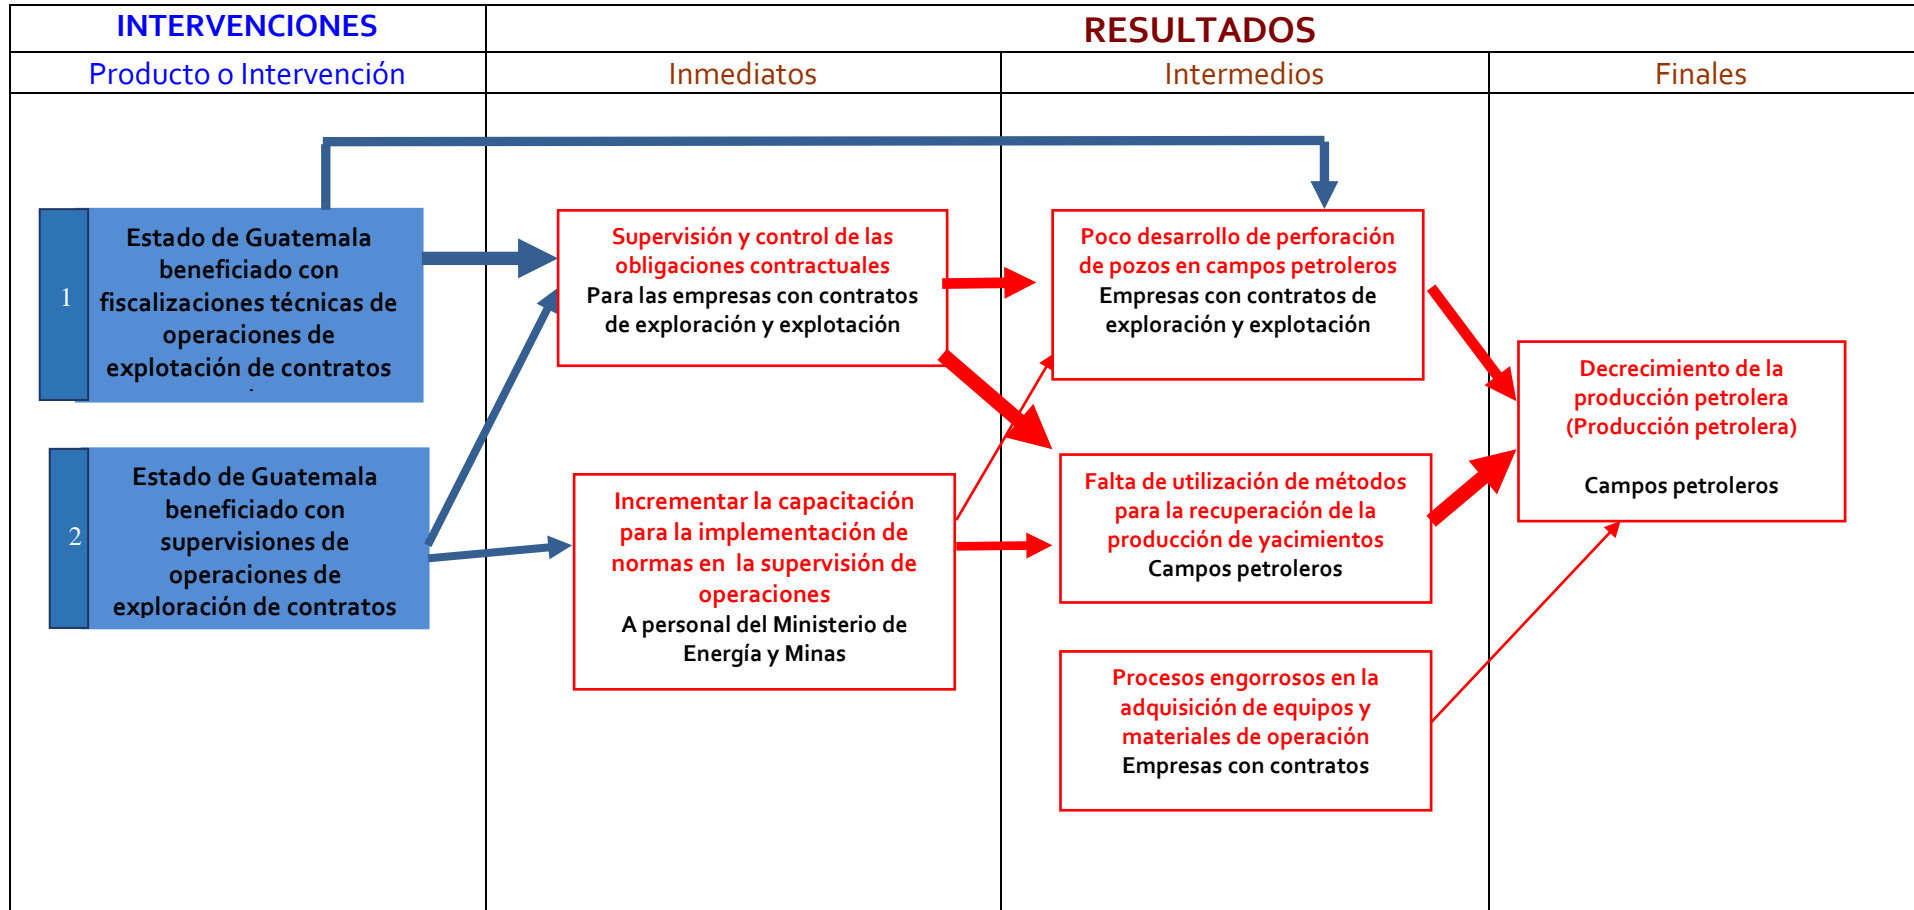 INTERVENCIONES
RESULTADOS
Producto o Intervención
Inmediatos
Intermedios
Finales
1
Estado de Guatemala
beneficiado con
fiscalizaciones técnicas de
operaciones de
explotación de contratos
2
Estado de Guatemala
beneficiado con
supervisiones de
operaciones de
exploración de contratos
Supervisión y control de las
obligaciones contractuales
Para las empresas con contratos
de exploración y explotación
Incrementar la capacitación
para la implementación de
normas en  la supervisión de
operaciones
A personal del Ministerio de
Energía y Minas
Poco desarrollo de perforación
de pozos en campos petroleros
Empresas con contratos de
exploración y explotación
Falta de utilización de métodos
para la recuperación de la
producción de yacimientos
Campos petroleros
Procesos engorrosos en la
adquisición de equipos y
materiales de operación
Empresas con contratos
Decrecimiento de la
producción petrolera
(Producción petrolera)
Campos petroleros